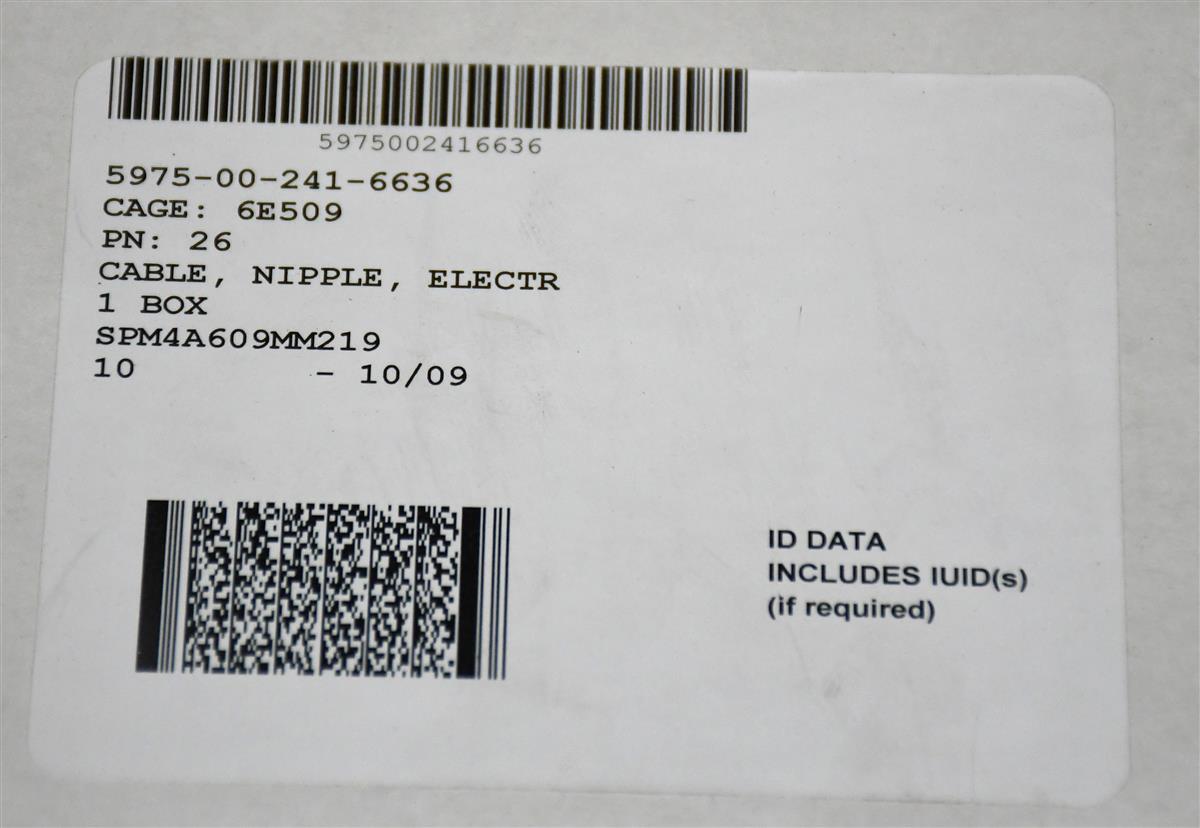 5975002416636
5975-00-241-6636
CAGE: 6E509
PN: 26
CABLE, NIPPLE, ELECTR
1 BOX
SPM4A609MM219
10 - 10/09
ID DATA
INCLUDES IUID(s)
(if required)